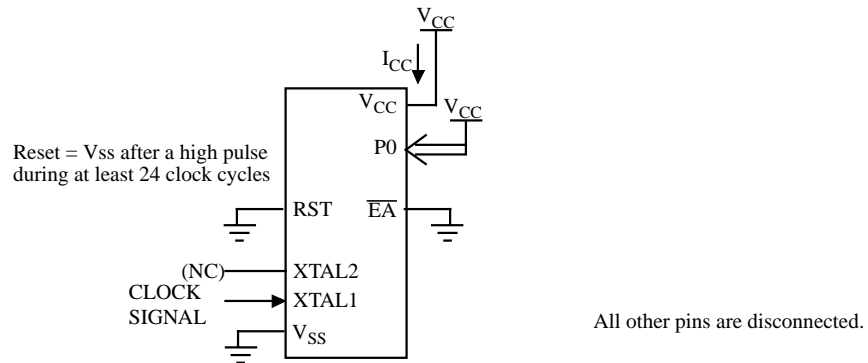 VCC
ICC
VCC
VCC
P0
Reset = Vss after a high pulse
during at least 24 clock cycles
RST
EA
(NC)
XTAL2
CLOCK
SIGNAL
XTAL1
VSS
All other pins are disconnected.